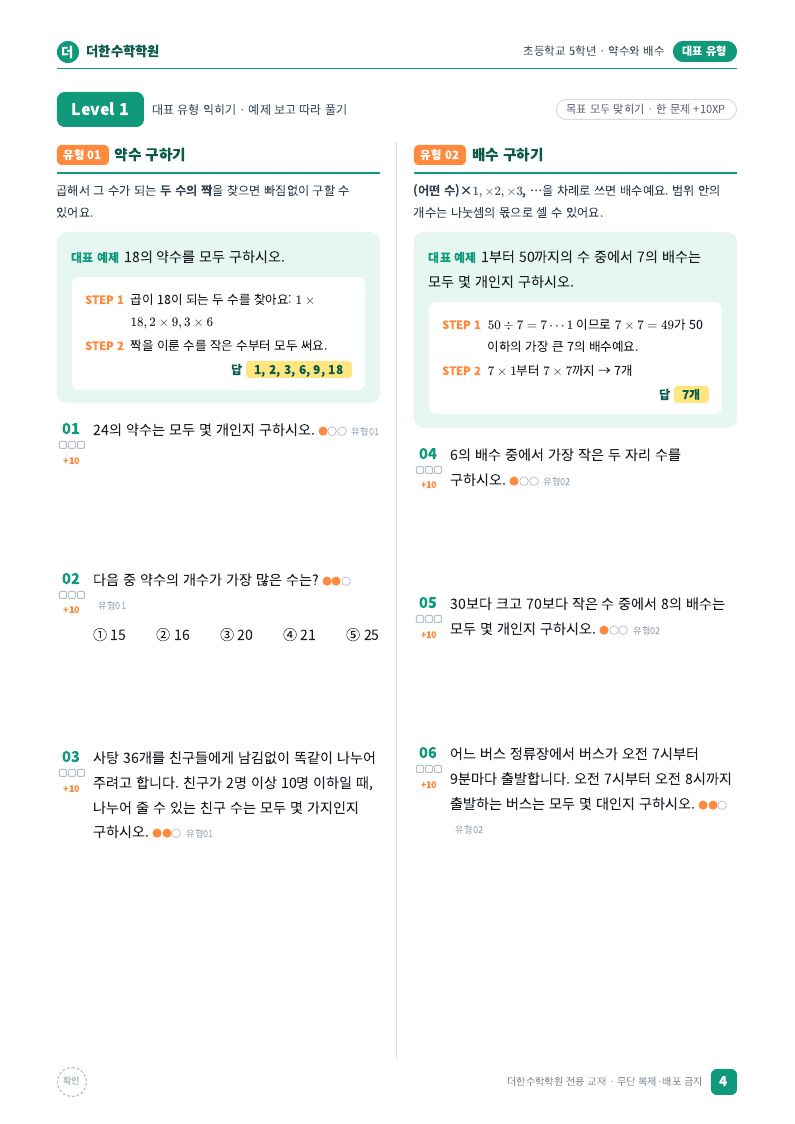 더 더한수학학원
초등학교 5학년 · 약수와 배수 대표 유형
Level 1 대표 유형 익히기 · 예제 보고 따라 풀기
목표 모두 맞히기 · 한 문제 +10XP
유형 01 약수 구하기
곱해서 그 수가 되는 두 수의 짝을 찾으면 빠짐없이 구할 수
있어요.
대표 예제 18의 약수를 모두 구하시오.
STEP 1 곱이 18이 되는 두 수를 찾아요: 1 ×
18, 2 × 9, 3 × 6
STEP 2 짝을 이룬 수를 작은 수부터 모두 써요.
답 1, 2, 3, 6, 9, 18
01 24의 약수는 모두 몇 개인지 구하시오. ●○○ 유형01
+10
02 다음 중 약수의 개수가 가장 많은 수는? ●●○
유형01
+10
① 15 ② 16 ③ 20 ④ 21 ⑤ 25
03 사탕 36개를 친구들에게 남김없이 똑같이 나누어
주려고 합니다. 친구가 2명 이상 10명 이하일 때,
+10
나누어 줄 수 있는 친구 수는 모두 몇 가지인지
구하시오. ●●○ 유형01
유형 02 배수 구하기
(어떤 수)×1, ×2, ×3, ⋯을 차례로 쓰면 배수예요. 범위 안의
개수는 나눗셈의 몫으로 셀 수 있어요.
대표 예제 1부터 50까지의 수 중에서 7의 배수는
모두 몇 개인지 구하시오.
STEP 1 50 ÷ 7 = 7 ⋯ 1 이므로 7 × 7 = 49가 50
이하의 가장 큰 7의 배수예요.
STEP 2 7 × 1부터 7 × 7까지 → 7개
답 7개
04 6의 배수 중에서 가장 작은 두 자리 수를
구하시오. ●○○ 유형02
+10
05 30보다 크고 70보다 작은 수 중에서 8의 배수는
모두 몇 개인지 구하시오. ●○○ 유형02
+10
06 어느 버스 정류장에서 버스가 오전 7시부터
9분마다 출발합니다. 오전 7시부터 오전 8시까지
+10
출발하는 버스는 모두 몇 대인지 구하시오. ●●○
유형02
확인
더한수학학원 전용 교재 · 무단 복제·배포 금지 4